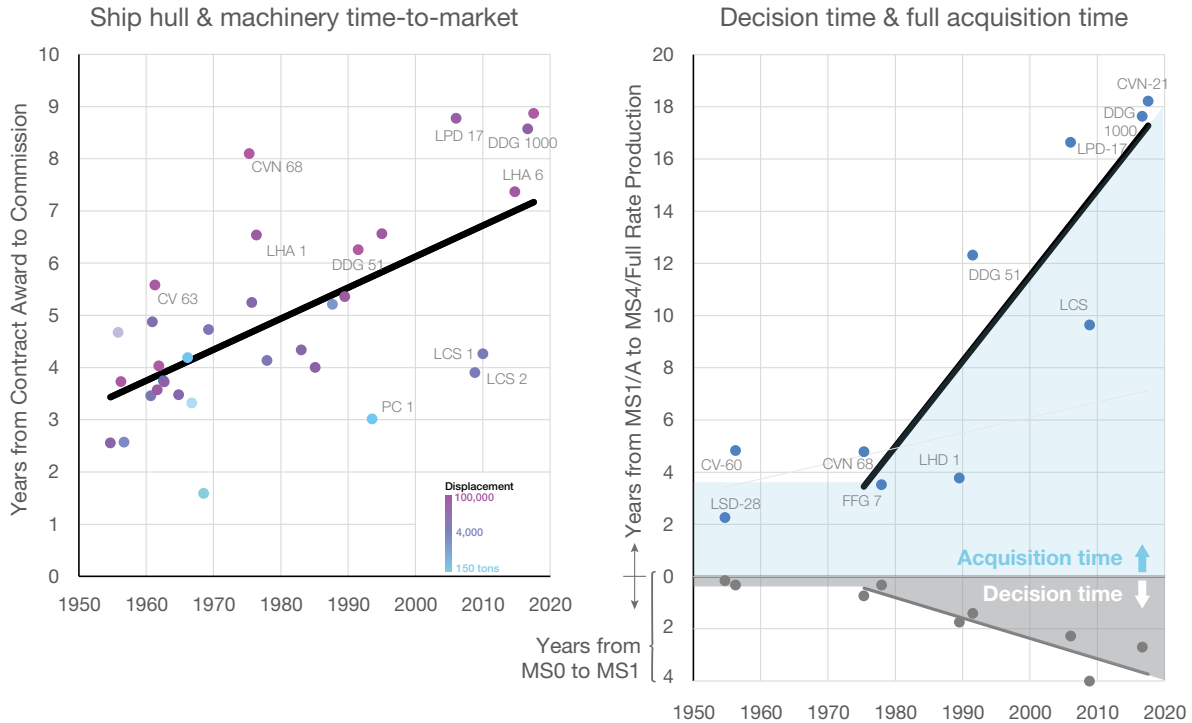 Ship hull & machinery time-to-market
Years from Contract Award to Commission
10
9
8
7
6
5
4
3
2
1
0
1950 1960 1970 1980 1990 2000 2010 2020
LPD 17
DDG 1000
CVN 68
LHA 6
LHA 1
DDG 51
CV 63
LCS 1
LCS 2
PC 1
Displacement
100,000
4,000
150 tons
Decision time & full acquisition time
Years from MS1/A to MS4/Full Rate Production
20
18
16
14
12
10
8
6
4
2
0
2
4
CVN-21
DDG
1000
LPD-17
DDG 51
LCS
CV-60
CVN 68
LHD 1
FFG 7
LSD-28
Acquisition time
Decision time
Years from
MS0 to MS1
1950 1960 1970 1980 1990 2000 2010 2020